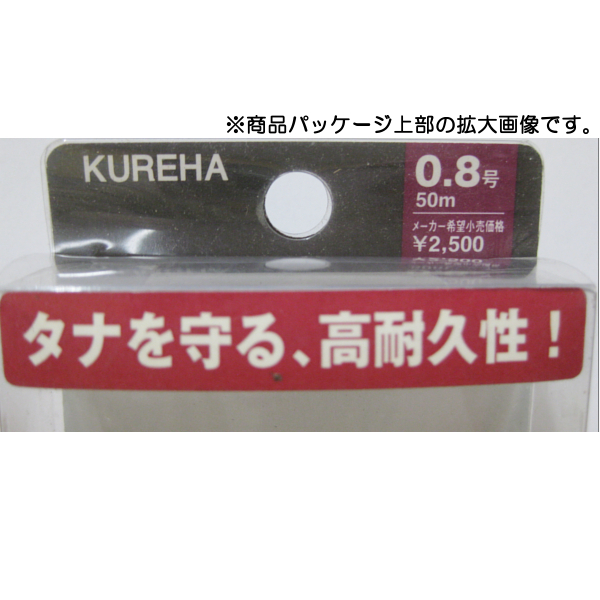 ※商品パッケージ上部の拡大画像です。
KUREHA
0.8号
50m
メーカー希望小売価格
¥2,500
タナを守る、高耐久性！